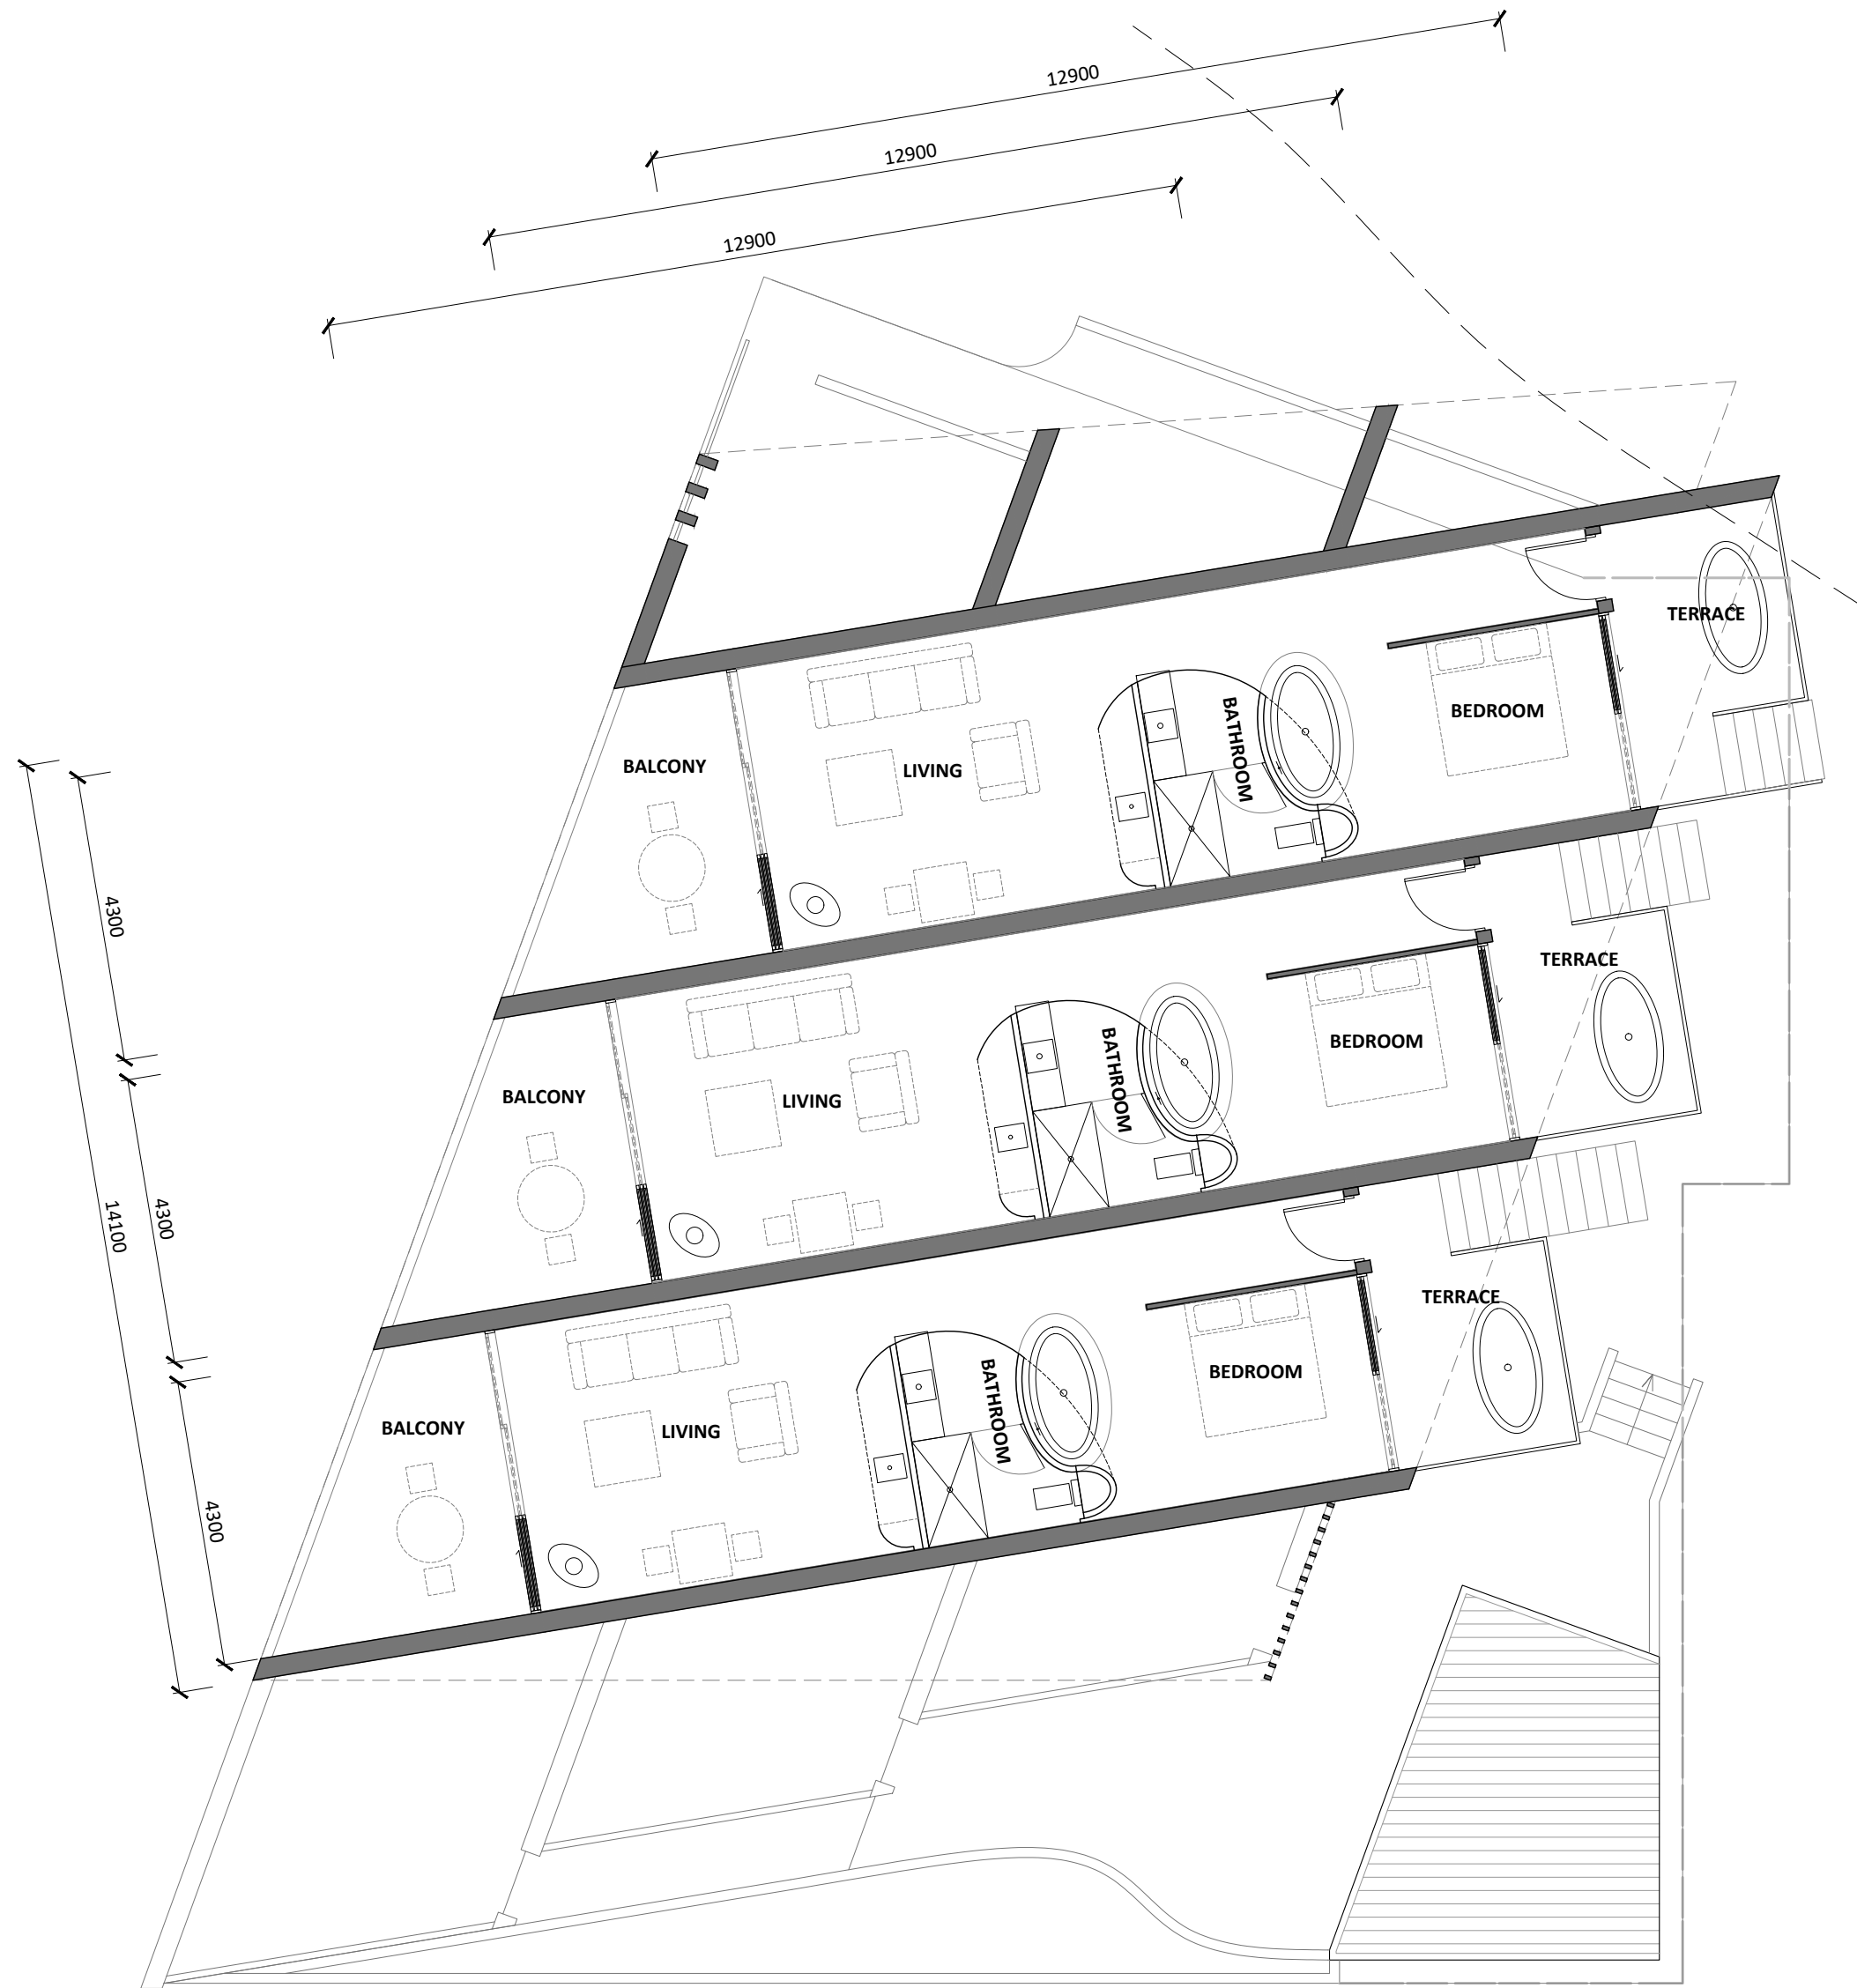 12900
12900
12900
TERRACE
BEDROOM
BATHROOM
LIVING
BALCONY
4300
TERRACE
BEDROOM
BATHROOM
LIVING
BALCONY
4300
14100
TERRACE
BEDROOM
BATHROOM
LIVING
BALCONY
4300